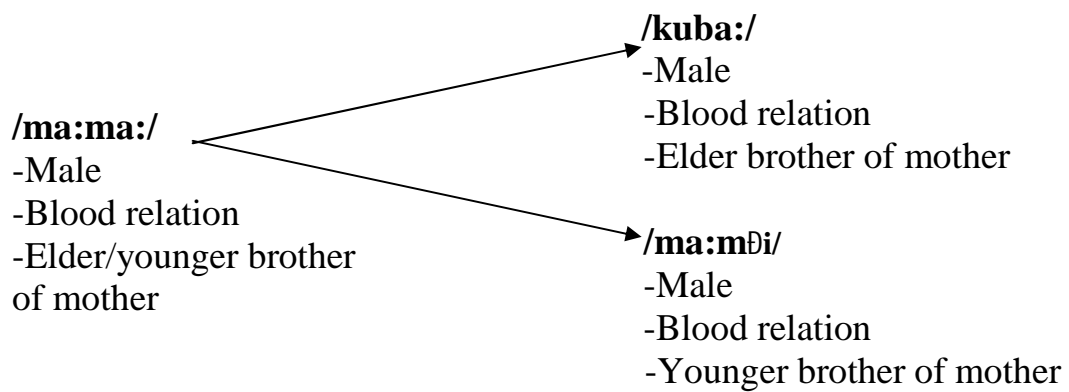 /ma:ma:/
-Male
-Blood relation
-Elder/younger brother
of mother
/kuba:/
-Male
-Blood relation
-Elder brother of mother
/ma:mÐi/
-Male
-Blood relation
-Younger brother of mother